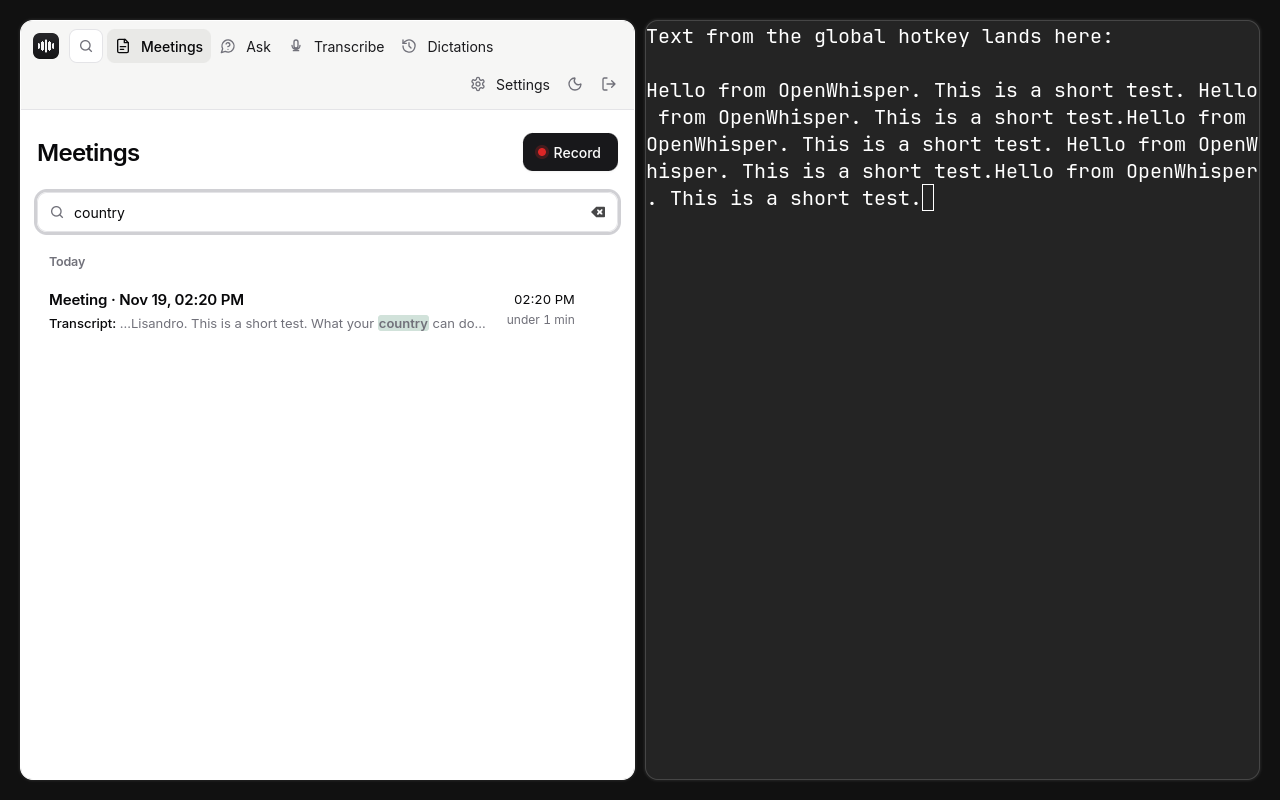 Meetings
Ask
Transcribe
Dictations
Settings
Meetings
Record
country
Today
Meeting · Nov 19, 02:20 PM
02:20 PM
Transcript: ...Lisandro. This is a short test. What your country can do...
under 1 min
Text from the global hotkey lands here:
Hello from OpenWhisper. This is a short test. Hello
from OpenWhisper. This is a short test.Hello from
OpenWhisper. This is a short test. Hello from OpenW
hisper. This is a short test.Hello from OpenWhisper
. This is a short test.